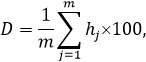 D = \frac{1}{m} \sum_{j=1}^{m} h_j \times 100,